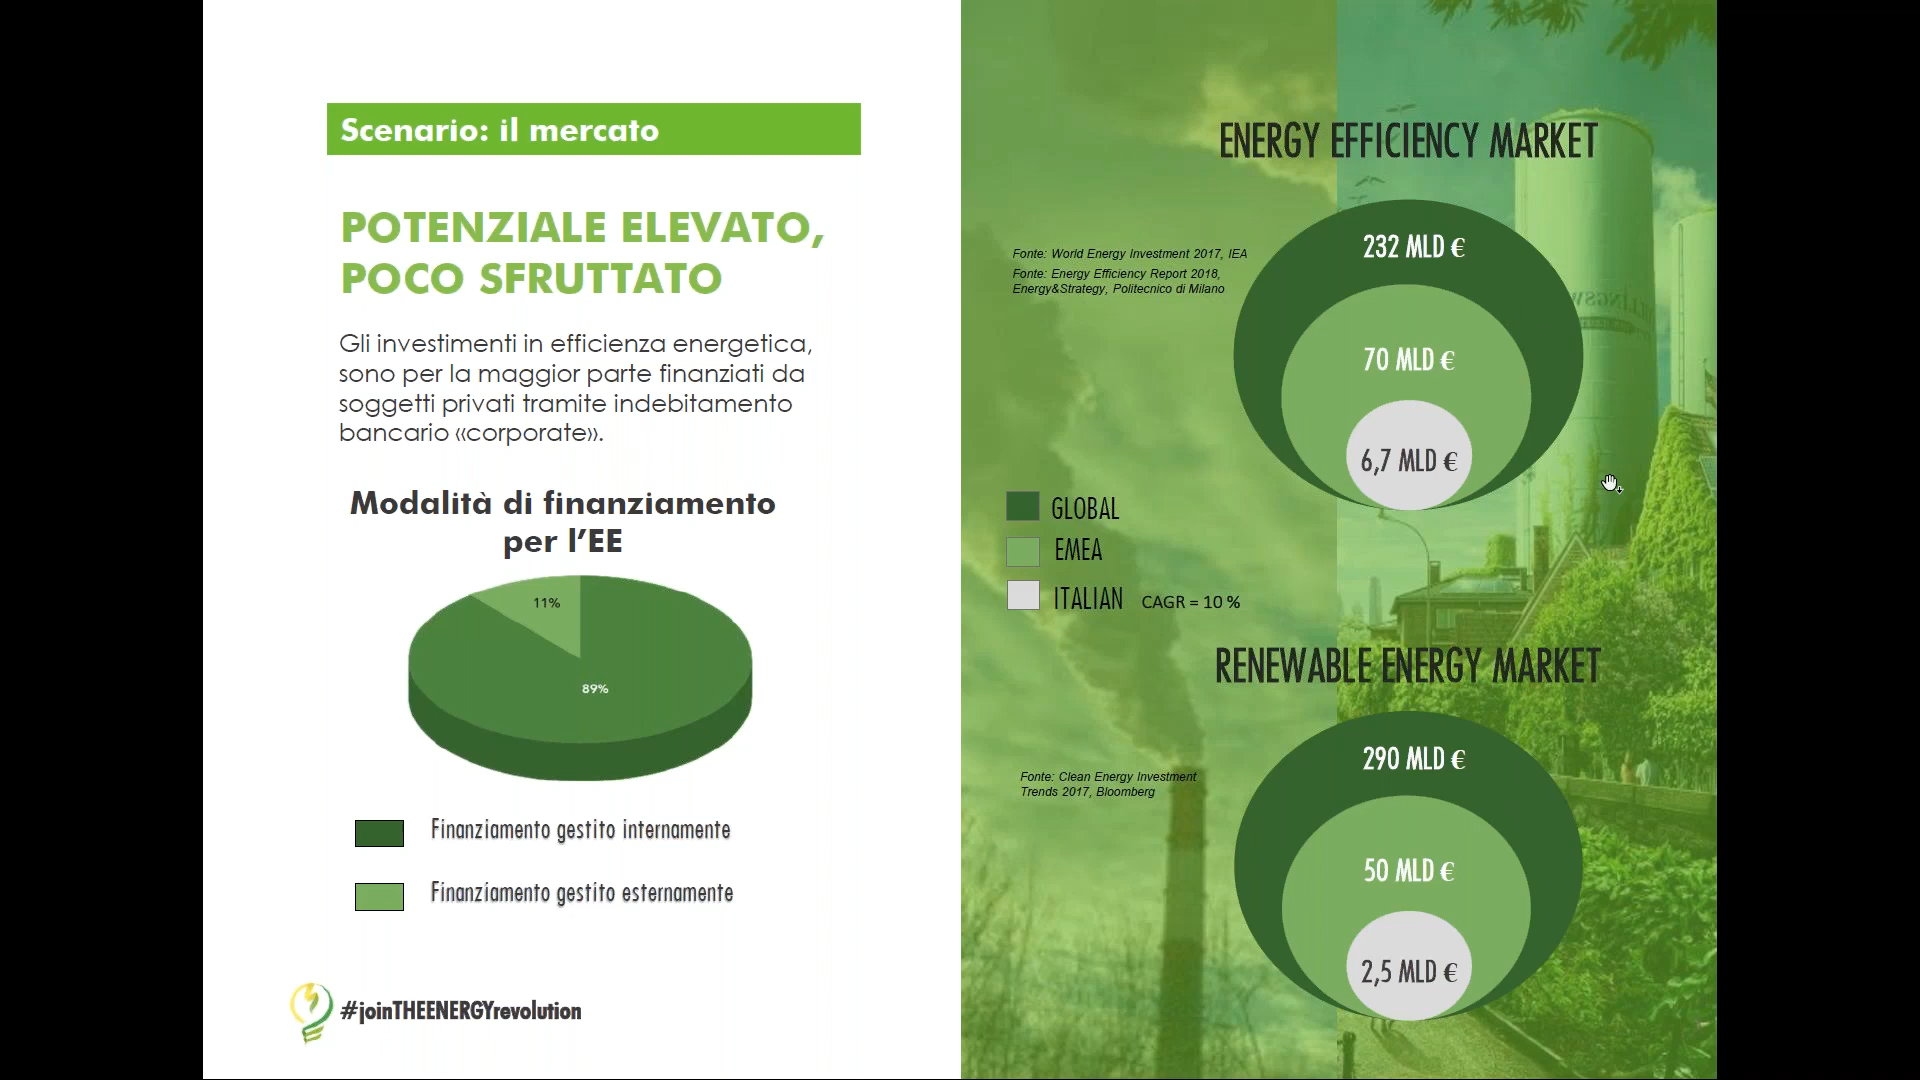 Scenario: il mercato
POTENZIALE ELEVATO,
POCO SFRUTTATO
Gli investimenti in efficienza energetica,
sono per la maggior parte finanziati da
soggetti privati tramite indebitamento
bancario «corporate».
Modalità di finanziamento
per l'EE
11%
89%
Finanziamento gestito internamente
Finanziamento gestito esternamente
#joinTHEENERGYrevolution
ENERGY EFFICIENCY MARKET
Fonte: World Energy Investment 2017, IEA
Fonte: Energy Efficiency Report 2018,
Energy&Strategy, Politecnico di Milano
232 MLD €
70 MLD €
6,7 MLD €
GLOBAL
EMEA
ITALIAN CAGR = 10 %
RENEWABLE ENERGY MARKET
Fonte: Clean Energy Investment
Trends 2017, Bloomberg
290 MLD €
50 MLD €
2,5 MLD €